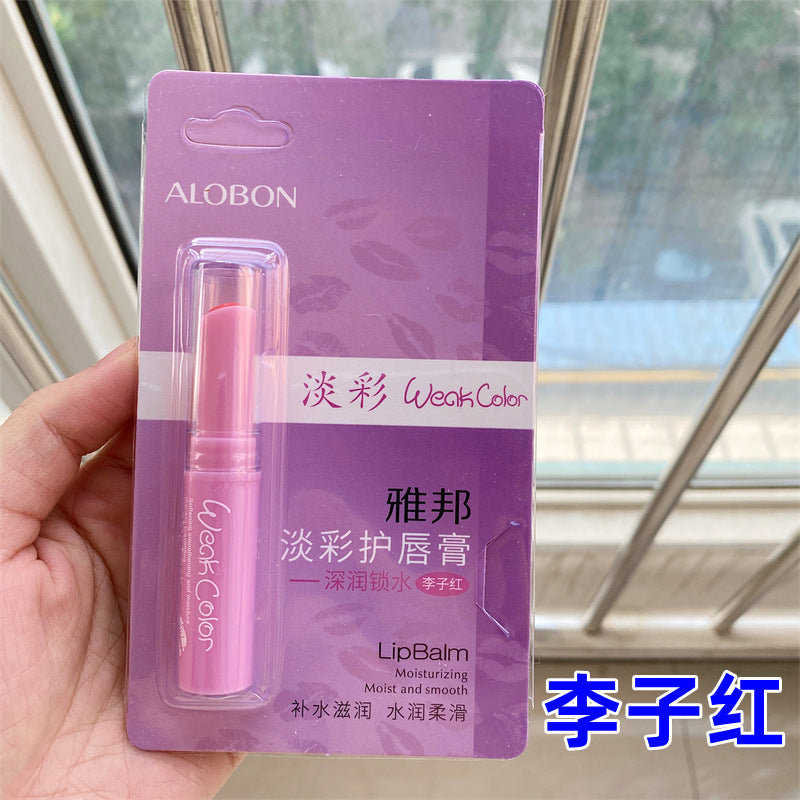 ALOBON
淡彩 Weak Color
雅邦
淡彩护唇膏
一深润锁水 李子红
LipBalm
Moisturizing
Moist and smooth
补水滋润 水润柔滑
Weak Color
李子红